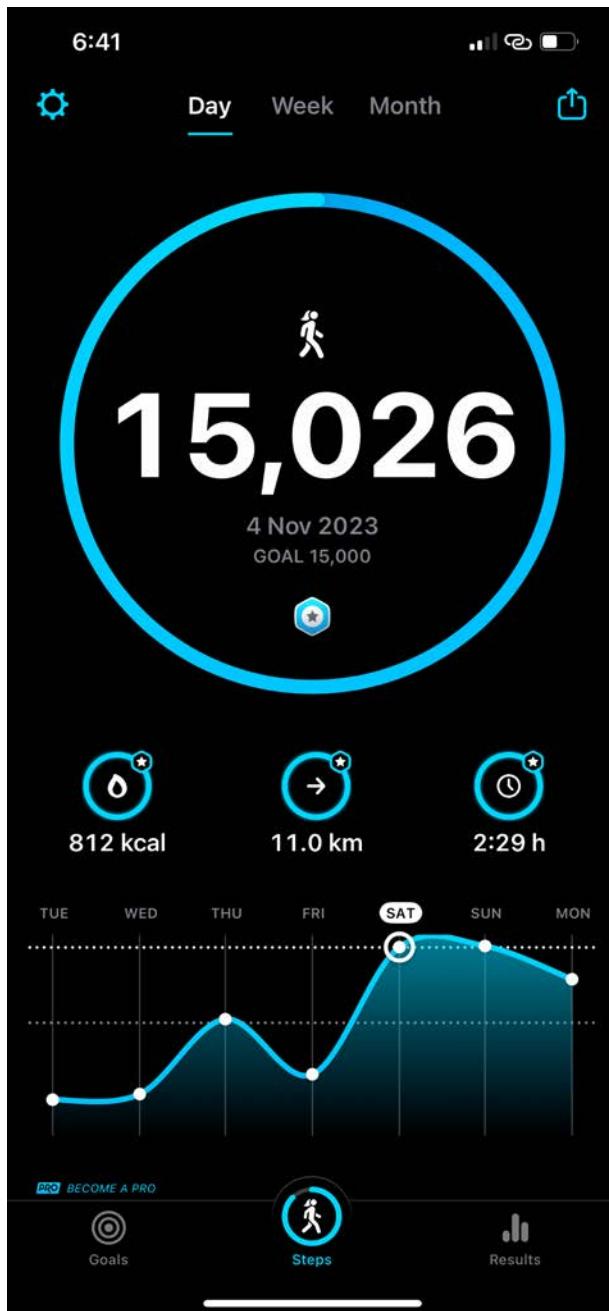 6:41
Day Week Month
15,026
4 Nov 2023
GOAL 15,000
812 kcal 11.0 km 2:29 h
TUE WED THU FRI SAT SUN MON
PRO BECOME A PRO
Goals Steps Results